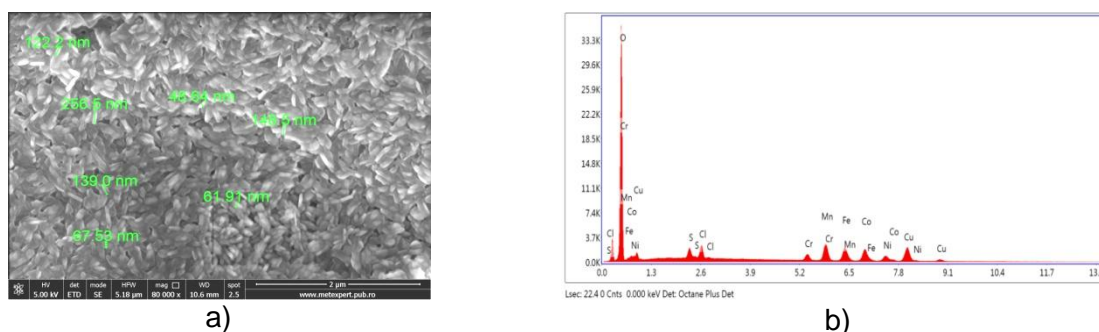 122.2 nm
256.5 nm
139.0 nm
61.91 nm
87.53 nm
HV det mode HFW mag WD spot
5.00 kV ETD SE 5.18 μm 80 000 x 10.6 mm 2.5
2 μm
www.metexpert.pub.ro
a)
33.3K
29.6K
25.9K
22.2K
18.5K
14.8K
11.1K
7.4K
3.7K
0.0K
O
Cr
Mn
Cu
Co
Cl
Fe
S
Ni
S
S
Cl
Cl
Cr
Mn
Cr
Fe
Mn
Co
Fe
Co
Ni
Cu
Ni
Cu
0.0 1.3 2.6 3.9 5.2 6.5 7.8 9.1 10.4 11.7
Lsec: 22.4 0 Cnts 0.000 keV Det: Octane Plus Det
b)